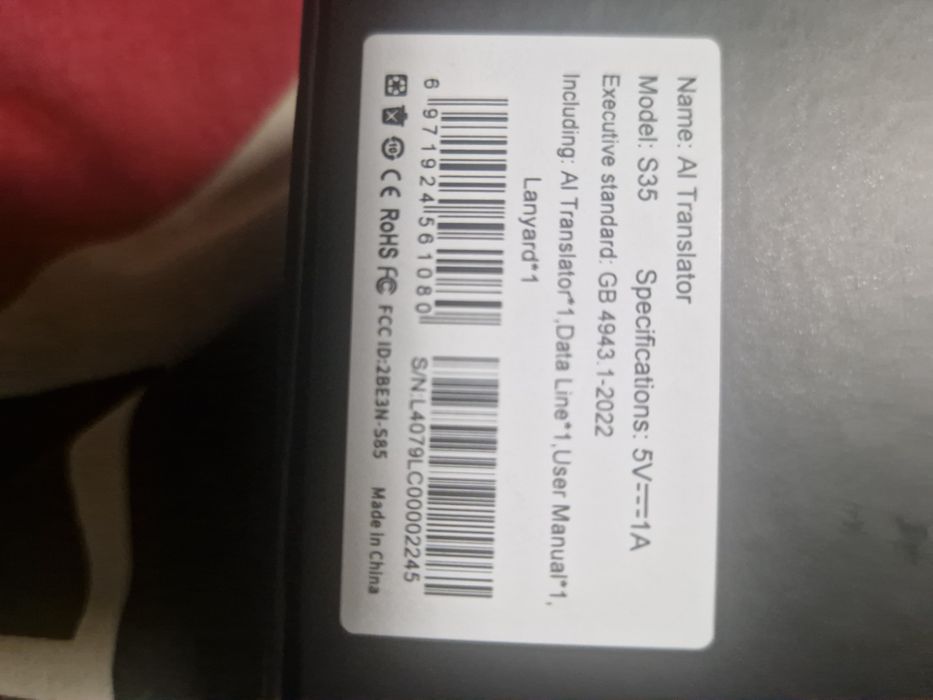 Name: AI Translator
Model: S35 Specifications: 5V⎓1A
Executive standard: GB 4943.1-2022
Including: AI Translator*1,Data Line*1,User Manual*1,
Lanyard*1
6 971924 561080
S/N:L4079LC00002245
10 CE RoHS FC FCC ID:2BE3N-S85 Made in China